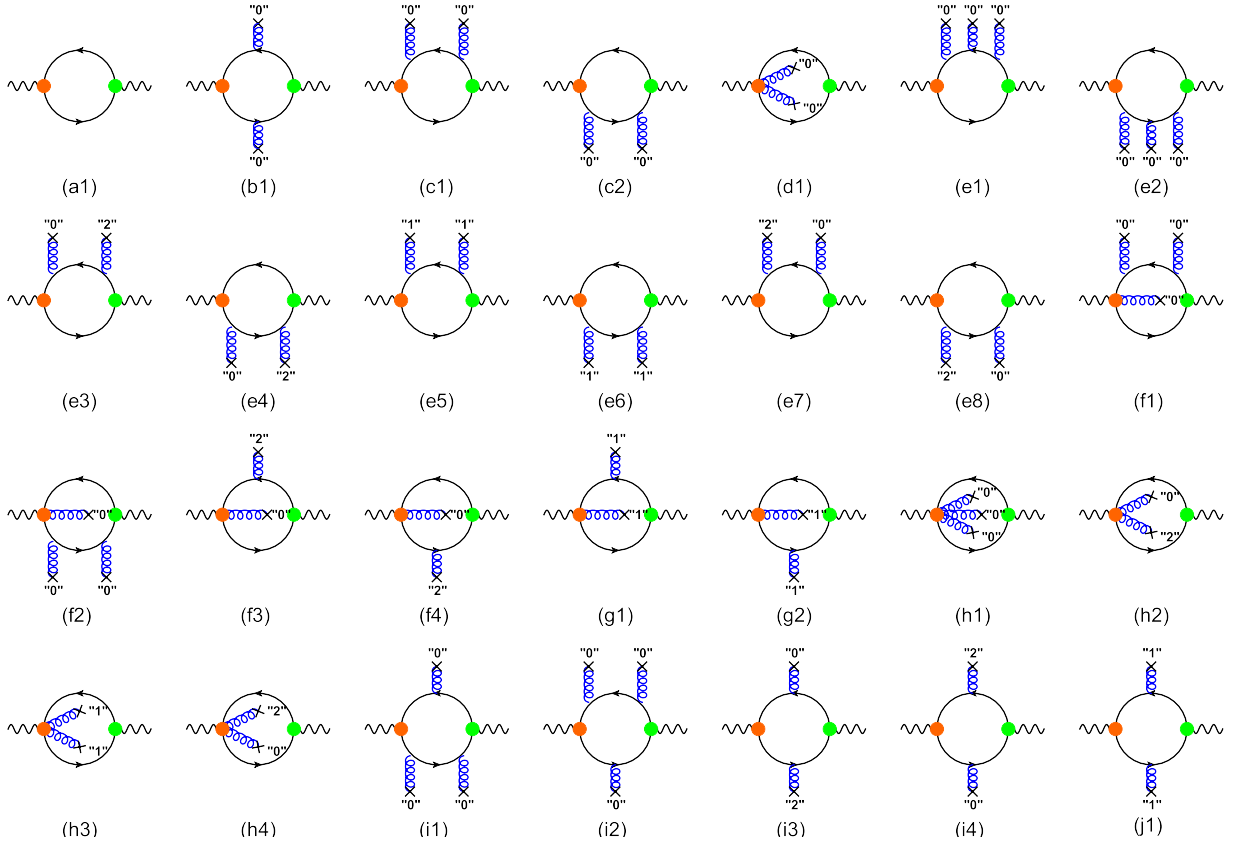 "0" "0" "0" "0" "0" "0"
"0" "0"
"0" "0" "0" "0" "0" "0"
(a1) (b1) (c1) (c2) (d1) (e1) (e2)
"0" "2" "1" "1" "2" "0" "0" "0"
"0"
"0" "2" "1" "1" "2" "0"
(e3) (e4) (e5) (e6) (e7) (e8) (f1)
"2" "1"
"0" "0" "0" "1" "1" "0" "0" "0" "0" "2"
"0" "0" "2" "1"
(f2) (f3) (f4) (g1) (g2) (h1) (h2)
"0" "0" "0" "0" "2" "1"
"1" "1" "2" "0"
"0" "0" "0" "2" "0" "1"
(h3) (h4) (i1) (i2) (i3) (i4) (j1)